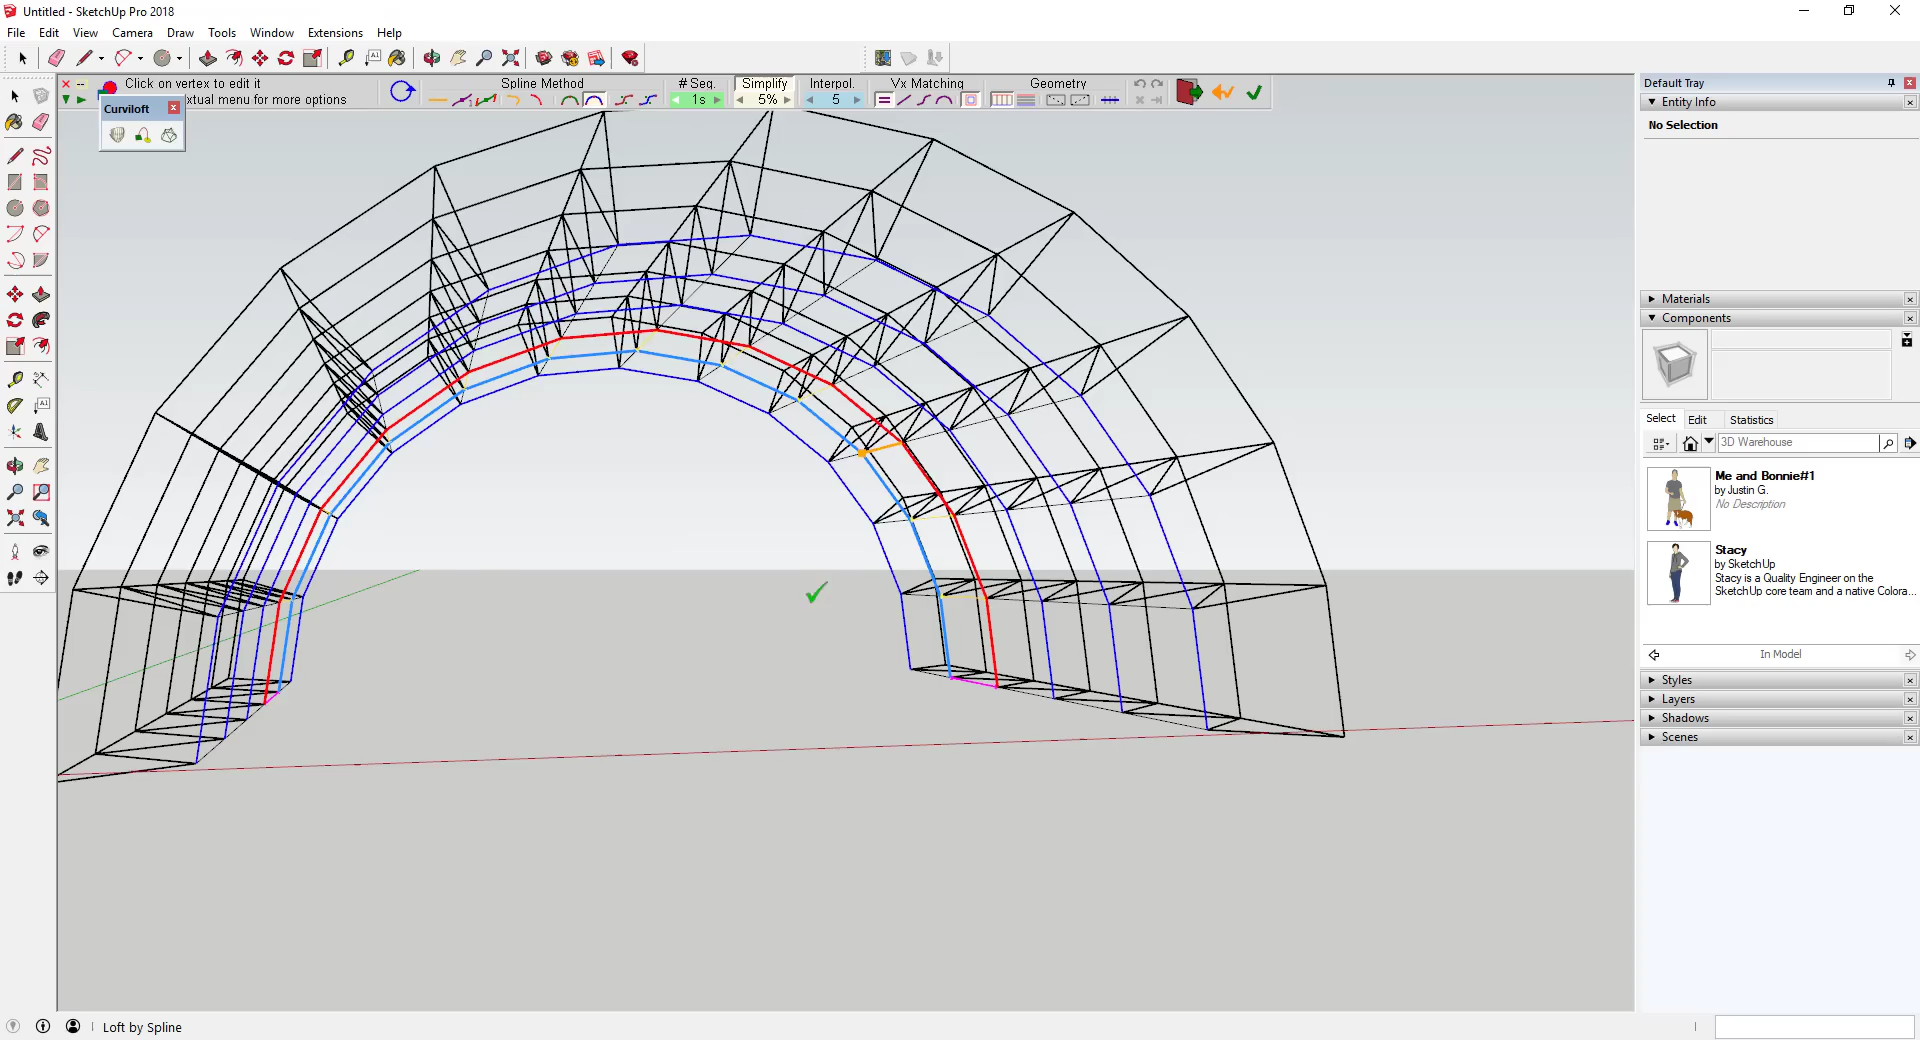 Untitled - SketchUp Pro 2018
File Edit View Camera Draw Tools Window Extensions Help
Click on vertex to edit it
xtual menu for more options
Spline Method
# Seq.
1s
Simplify
5%
Interpol.
5
Vx Matching
Geometry
Curviloft
Default Tray
Entity Info
No Selection
Materials
Components
Select Edit Statistics
3D Warehouse
Me and Bonnie#1
by Justin G.
No Description
Stacy
by SketchUp
Stacy is a Quality Engineer on the
SketchUp core team and a native Colora...
In Model
Styles
Layers
Shadows
Scenes
Loft by Spline